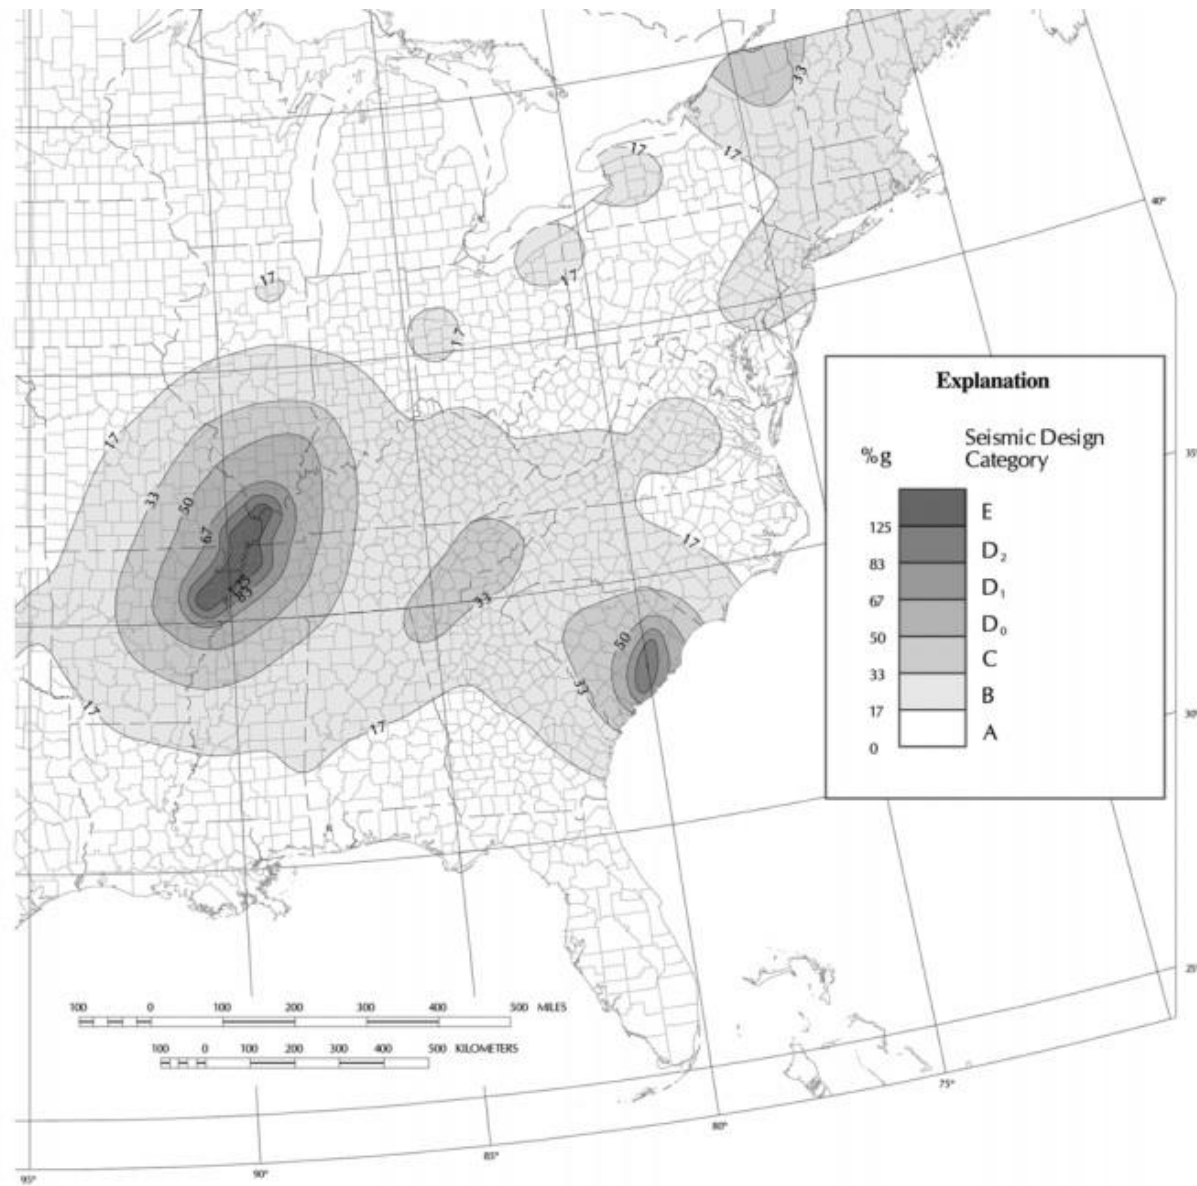 33
17
17
40°
17
17
17
Explanation
Seismic Design
Category
%g
17
35°
33
50
67
E
125
D₂
83
D₁
67
D₀
50
C
33
B
17
A
0
17
125
83
33
50
33
17
17
30°
25°
100 0 100 200 300 400 500 MILES
100 0 100 200 300 400 500 KILOMETERS
75°
80°
85°
90°
95°